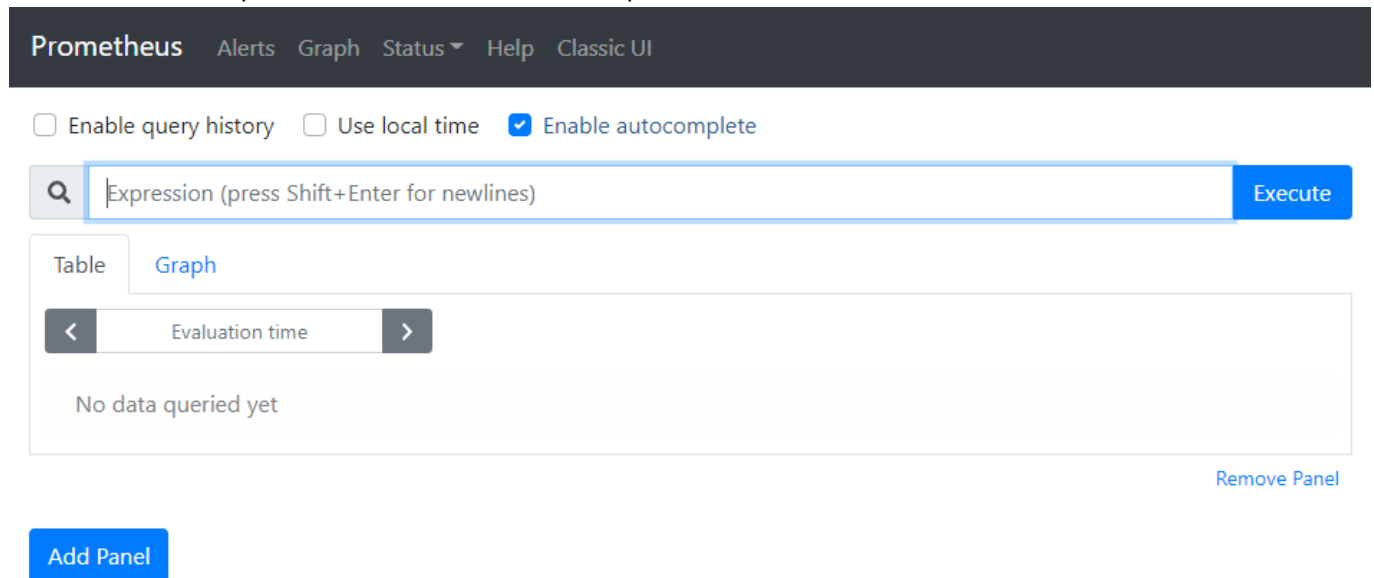 Prometheus Alerts Graph Status Help Classic UI
Enable query history Use local time Enable autocomplete
Expression (press Shift+Enter for newlines) Execute
Table Graph
Evaluation time
No data queried yet
Remove Panel
Add Panel